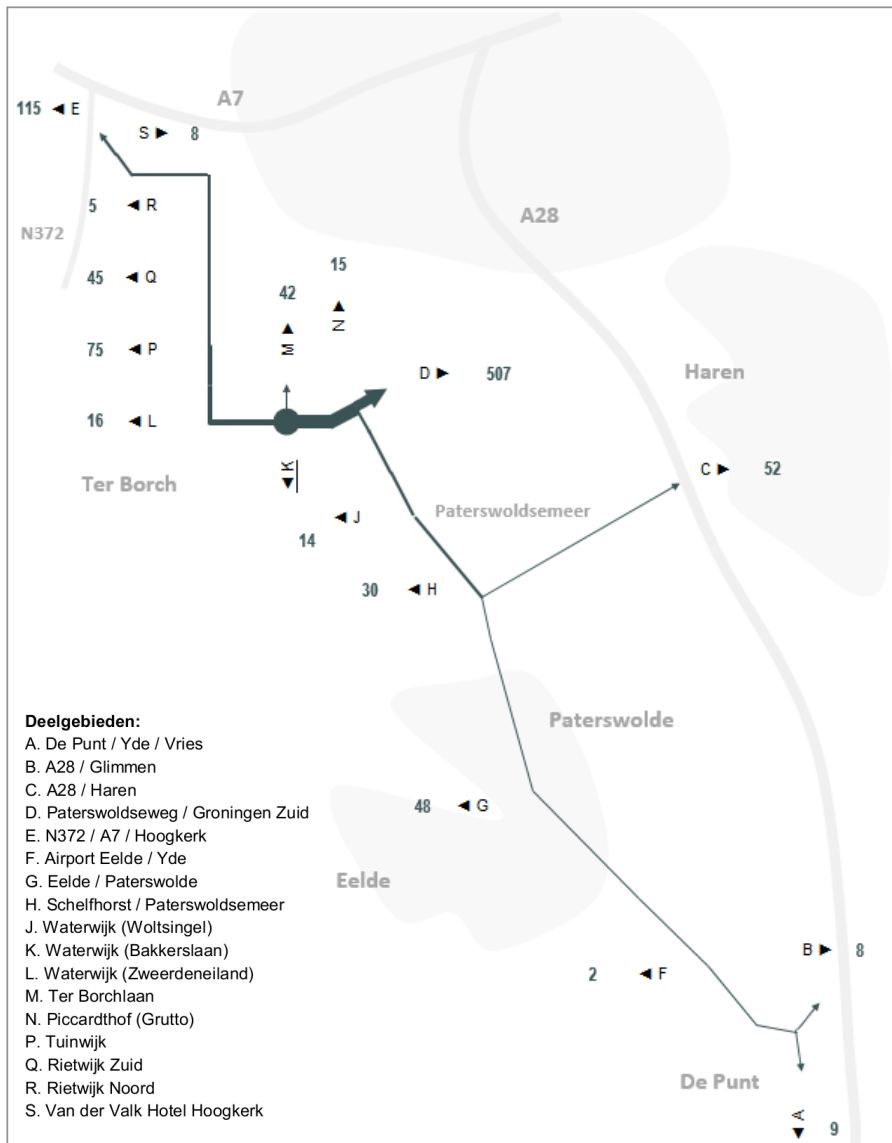 A7
115 ◄ E
S ► 8
5 ◄ R
A28
N372
15
45 ◄ Q
42
N ►
M ►
75 ◄ P
D ► 507
Haren
16 ◄ L
C ► 52
◄ K
Ter Borch
Paterswoldsemeer
◄ J
14
30 ◄ H
Paterswolde
48 ◄ G
Eelde
B ► 8
2 ◄ F
De Punt
◄ A
9
Deelgebieden:
A. De Punt / Yde / Vries
B. A28 / Glimmen
C. A28 / Haren
D. Paterswoldseweg / Groningen Zuid
E. N372 / A7 / Hoogkerk
F. Airport Eelde / Yde
G. Eelde / Paterswolde
H. Schelfhorst / Paterswoldsemeer
J. Waterwijk (Woltsingel)
K. Waterwijk (Bakkerslaan)
L. Waterwijk (Zweerdeneiland)
M. Ter Borchlaan
N. Piccardthof (Grutto)
P. Tuinwijk
Q. Rietwijk Zuid
R. Rietwijk Noord
S. Van der Valk Hotel Hoogkerk